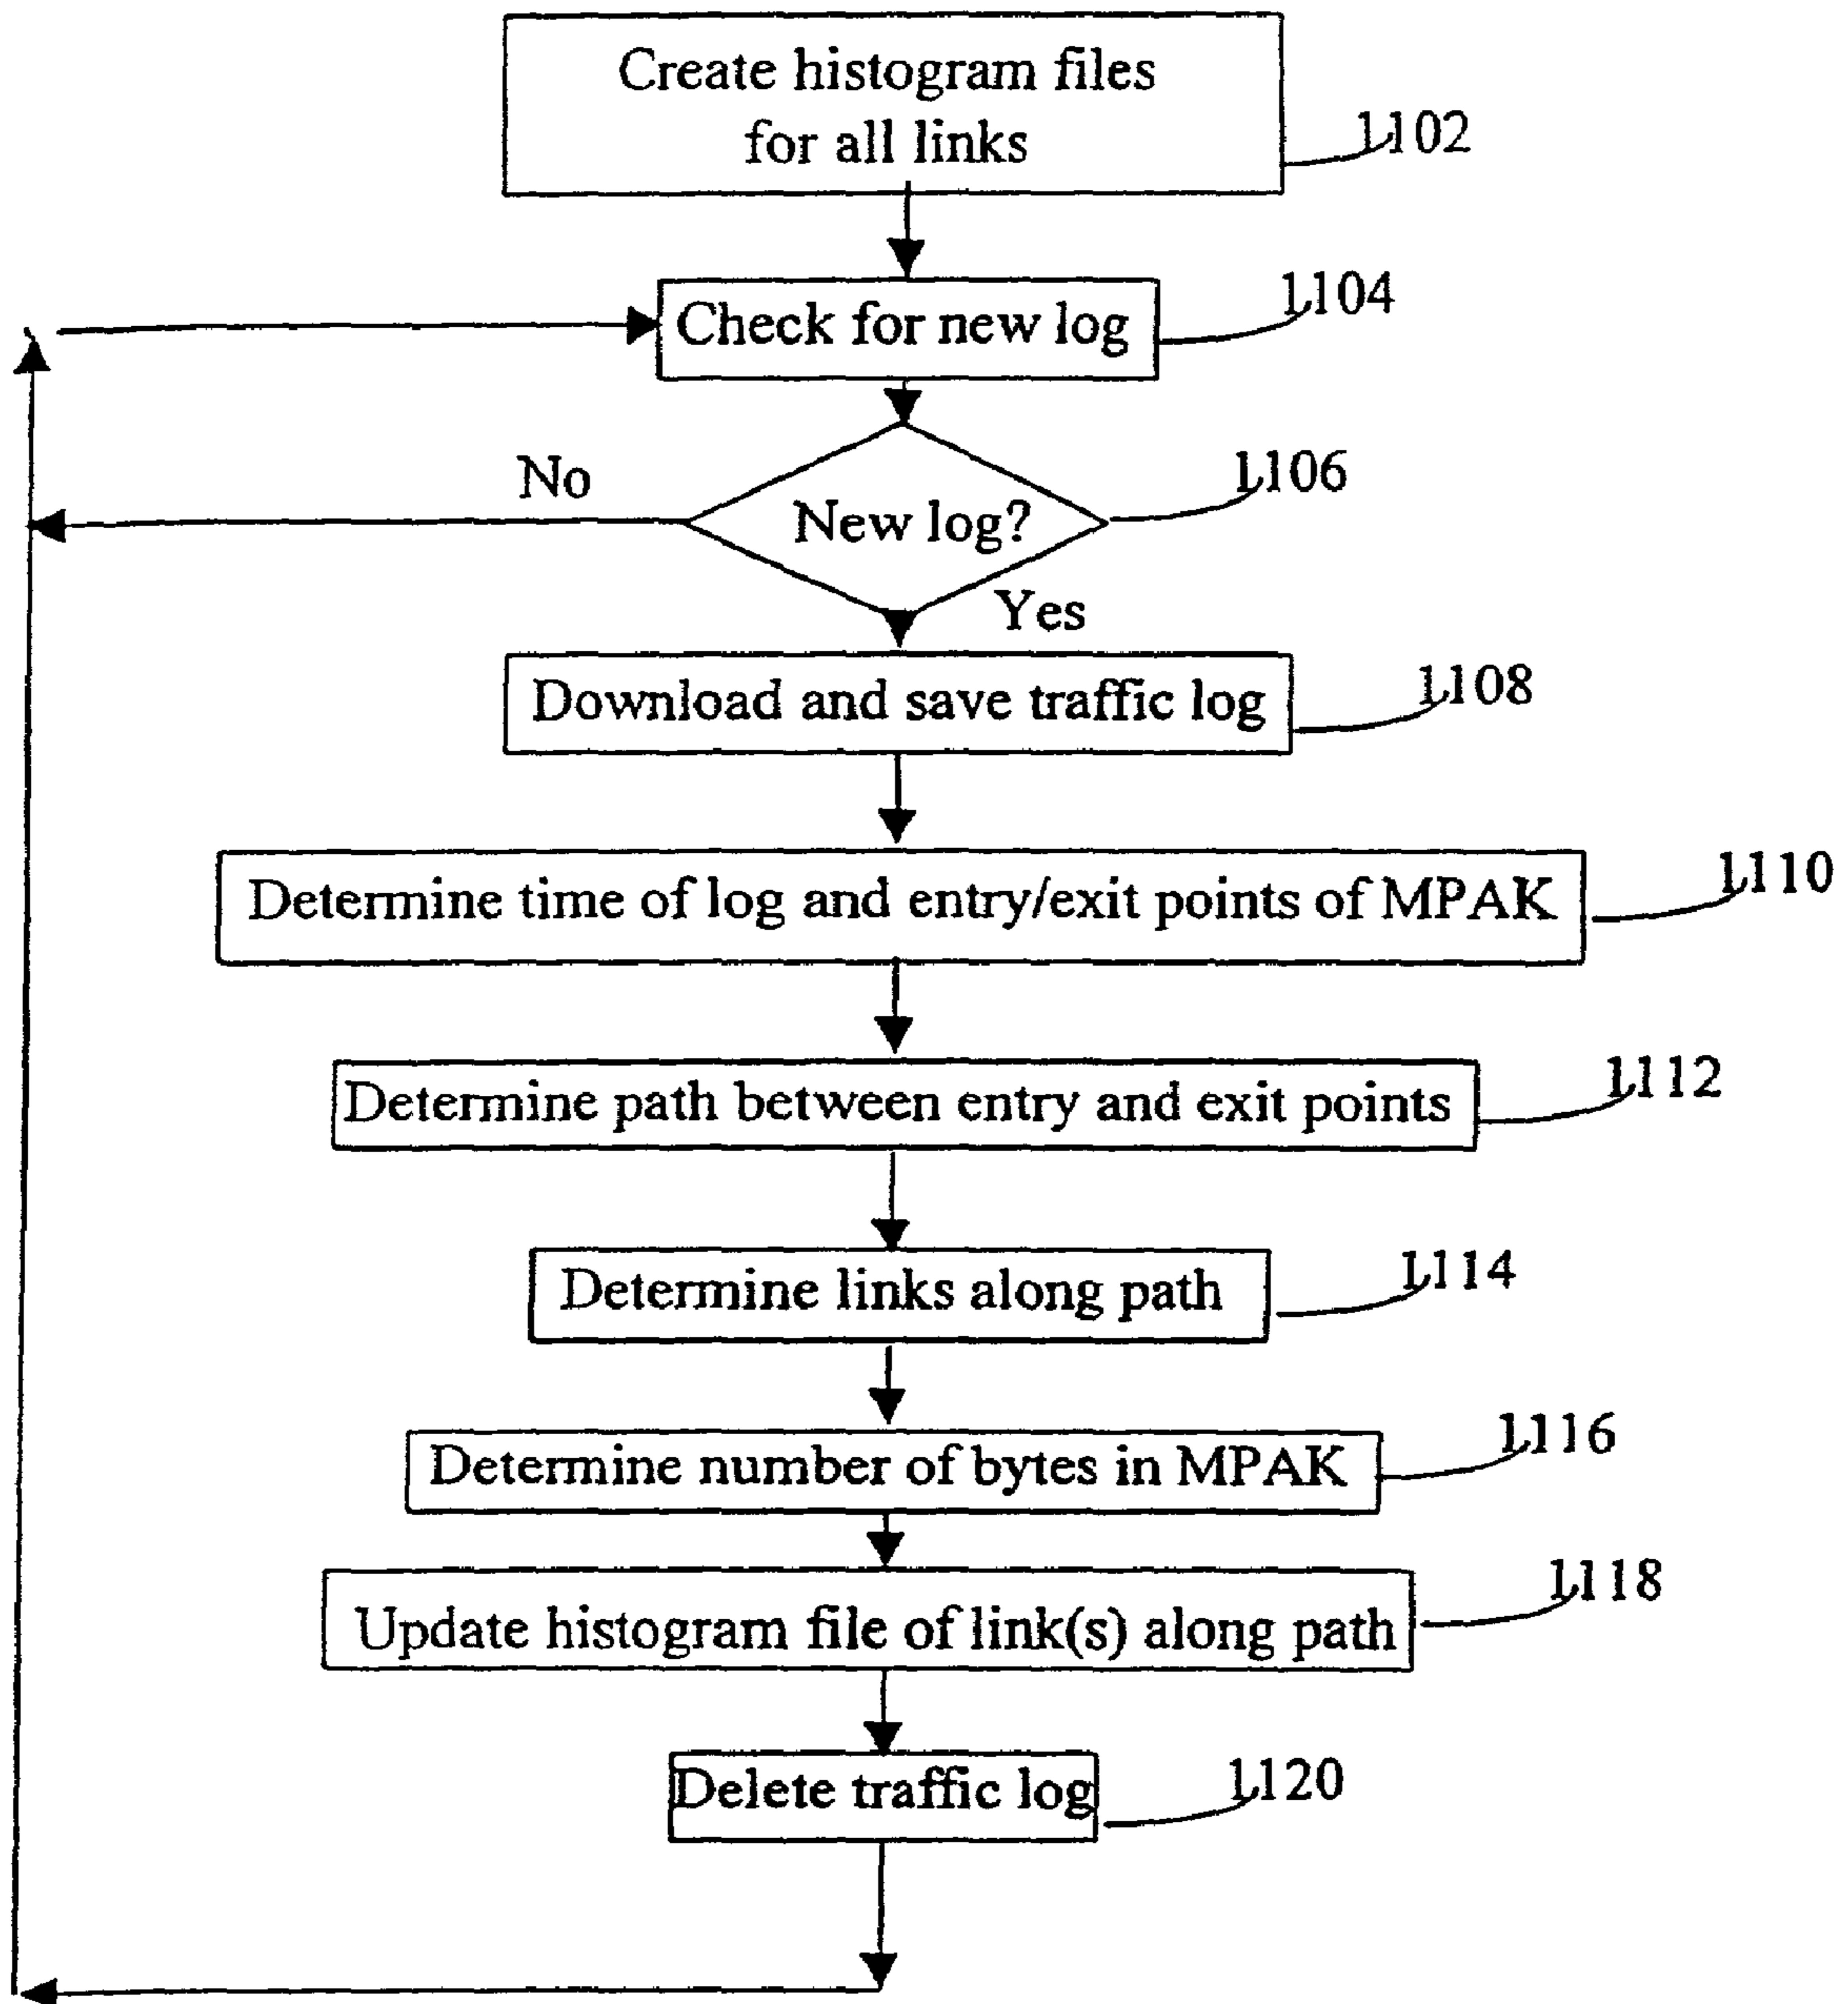 Create histogram files
for all links
1102
Check for new log
1104
No
New log?
1106
Yes
Download and save traffic log
1108
Determine time of log and entry/exit points of MPAK
1110
Determine path between entry and exit points
1112
Determine links along path
1114
Determine number of bytes in MPAK
1116
Update histogram file of link(s) along path
1118
Delete traffic log
1120